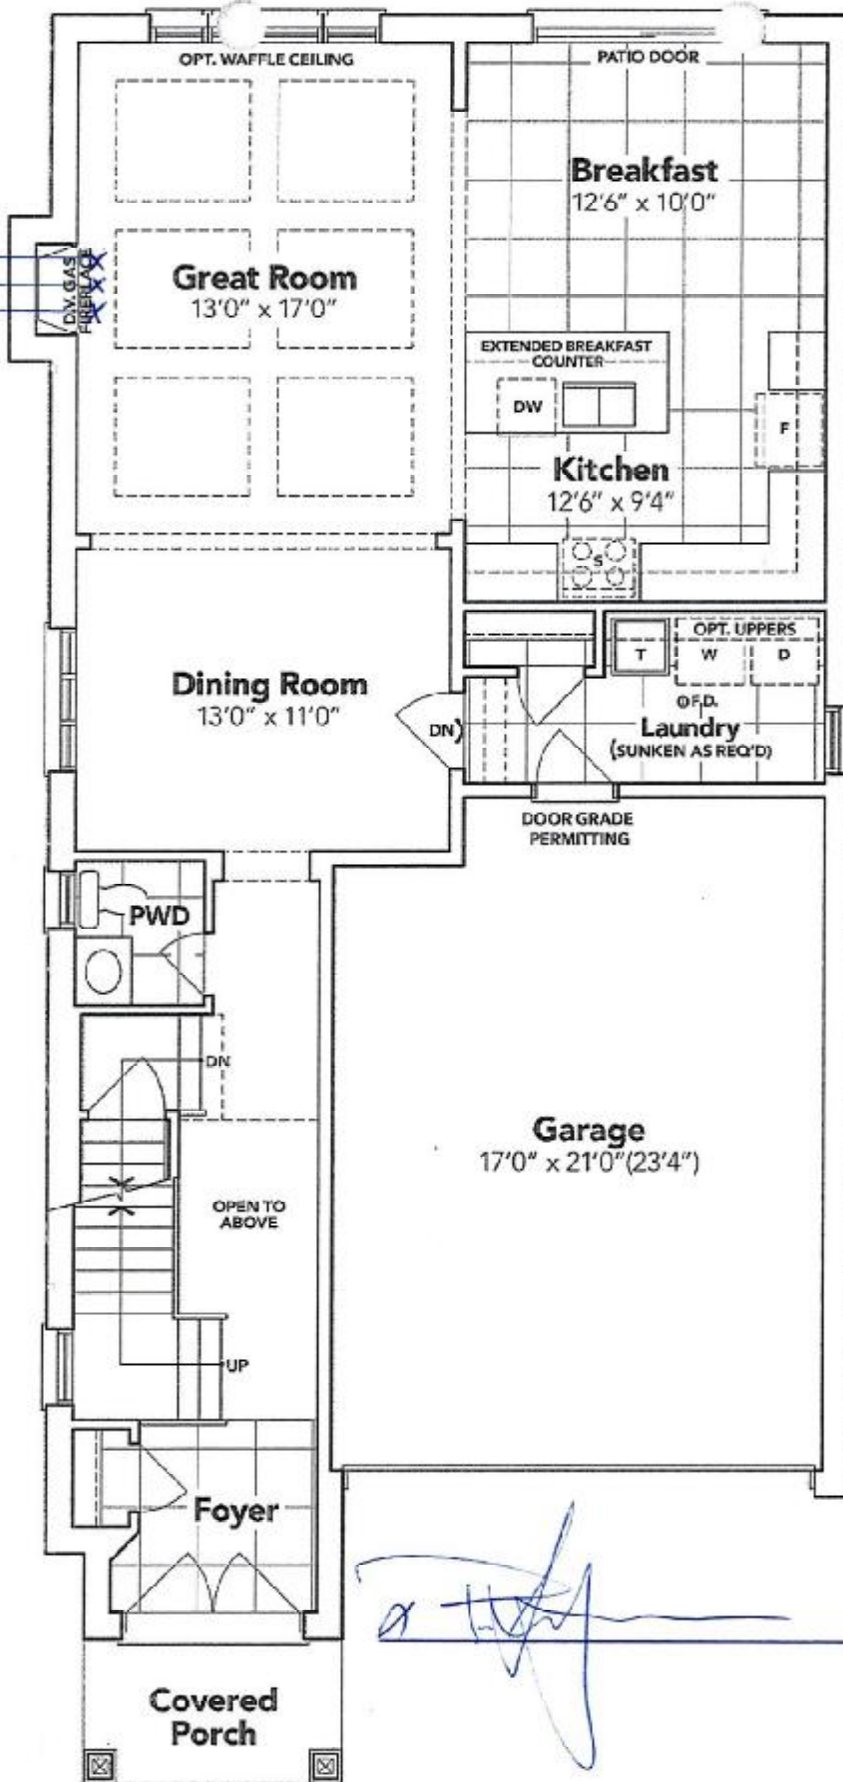 OPT. WAFFLE CEILING
PATIO DOOR
Breakfast
12'6" x 10'0"
D.V. GAS
FIREPLACE
X
X
X
Great Room
13'0" x 17'0"
EXTENDED BREAKFAST
COUNTER
DW
F
Kitchen
12'6" x 9'4"
S
OPT. UPPERS
T
W
D
F.D.
Dining Room
13'0" x 11'0"
DN
Laundry
(SUNKEN AS REQ'D)
DOOR GRADE
PERMITTING
PWD
DN
Garage
17'0" x 21'0"(23'4")
OPEN TO
ABOVE
UP
Foyer
x
Covered
Porch